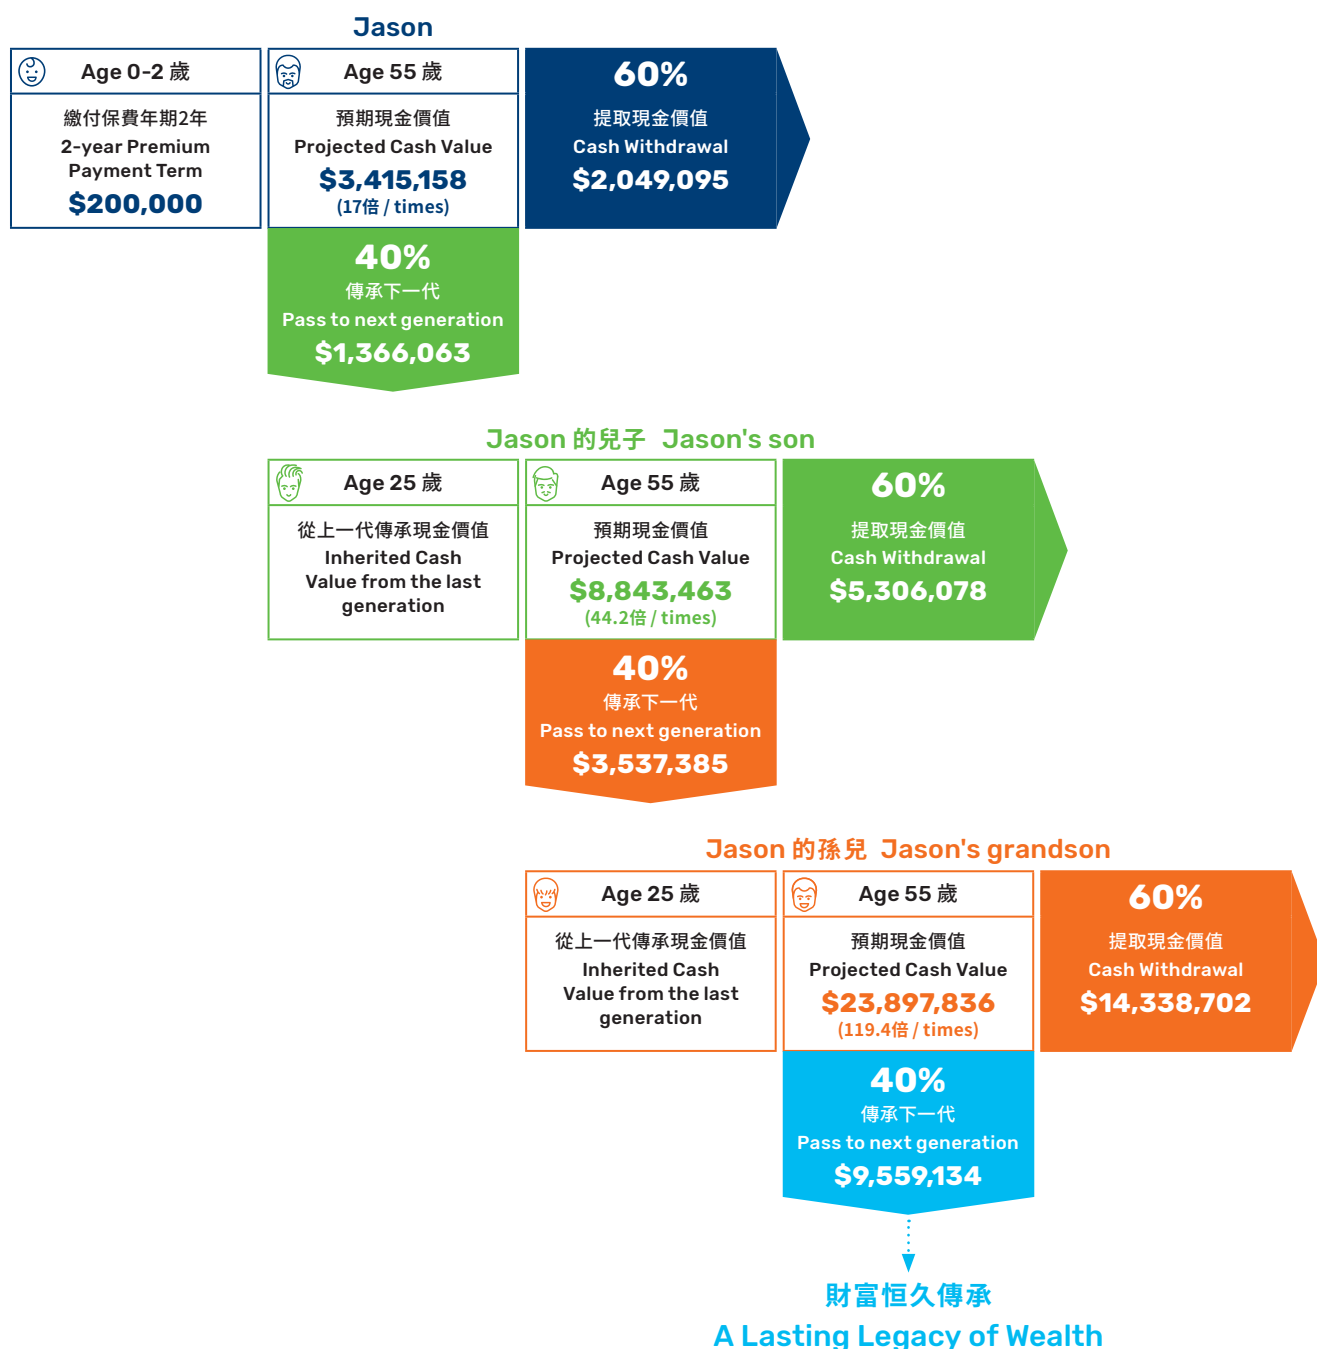 Jason
Age 0-2 歲
繳付保費年期2年
2-year Premium
Payment Term
$200,000
Age 55 歲
預期現金價值
Projected Cash Value
$3,415,158
(17倍 / times)
60%
提取現金價值
Cash Withdrawal
$2,049,095
40%
傳承下一代
Pass to next generation
$1,366,063
Jason 的兒子 Jason's son
Age 25 歲
從上一代傳承現金價值
Inherited Cash
Value from the last
generation
Age 55 歲
預期現金價值
Projected Cash Value
$8,843,463
(44.2倍 / times)
60%
提取現金價值
Cash Withdrawal
$5,306,078
40%
傳承下一代
Pass to next generation
$3,537,385
Jason 的孫兒 Jason's grandson
Age 25 歲
從上一代傳承現金價值
Inherited Cash
Value from the last
generation
Age 55 歲
預期現金價值
Projected Cash Value
$23,897,836
(119.4倍 / times)
60%
提取現金價值
Cash Withdrawal
$14,338,702
40%
傳承下一代
Pass to next generation
$9,559,134
財富恒久傳承
A Lasting Legacy of Wealth